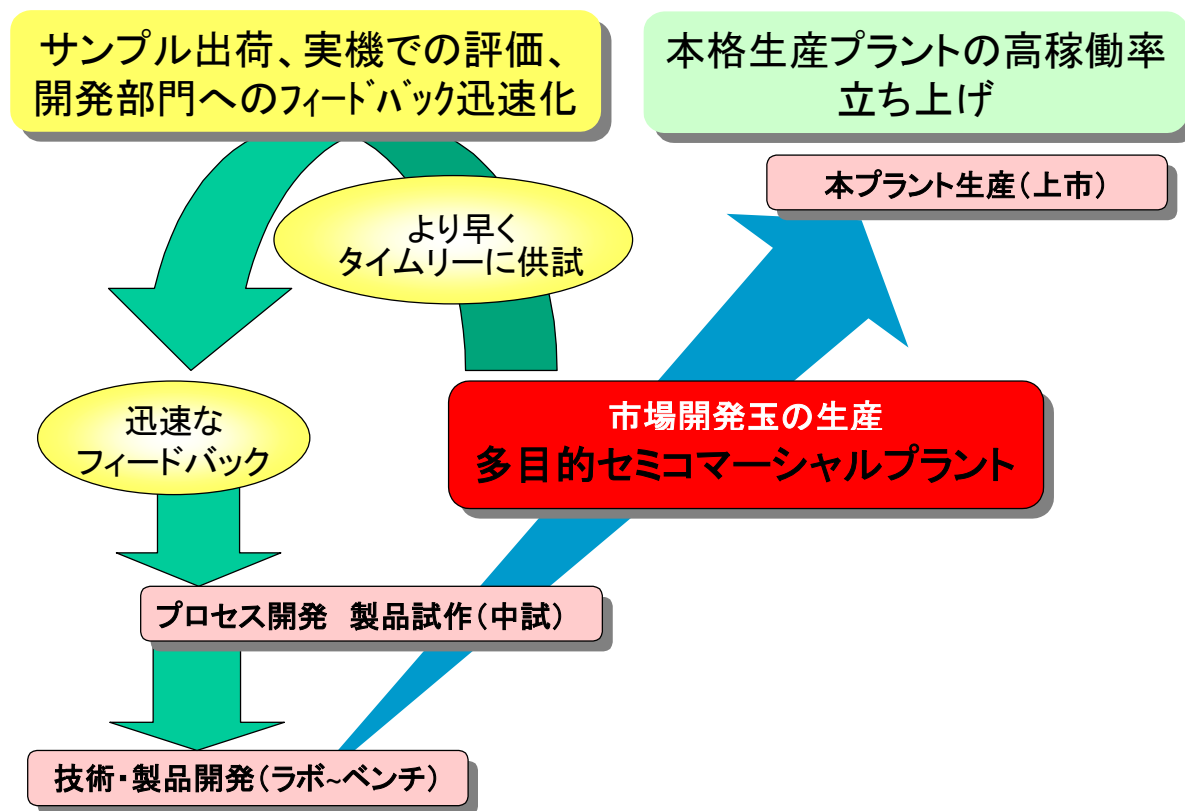 サンプル出荷、実機での評価、
開発部門へのフィードバック迅速化
本格生産プラントの高稼働率
立ち上げ
本プラント生産(上市)
より早く
タイムリーに供試
迅速な
フィードバック
市場開発玉の生産
多目的セミコマーシャルプラント
プロセス開発　製品試作(中試)
技術・製品開発(ラボ~ベンチ)